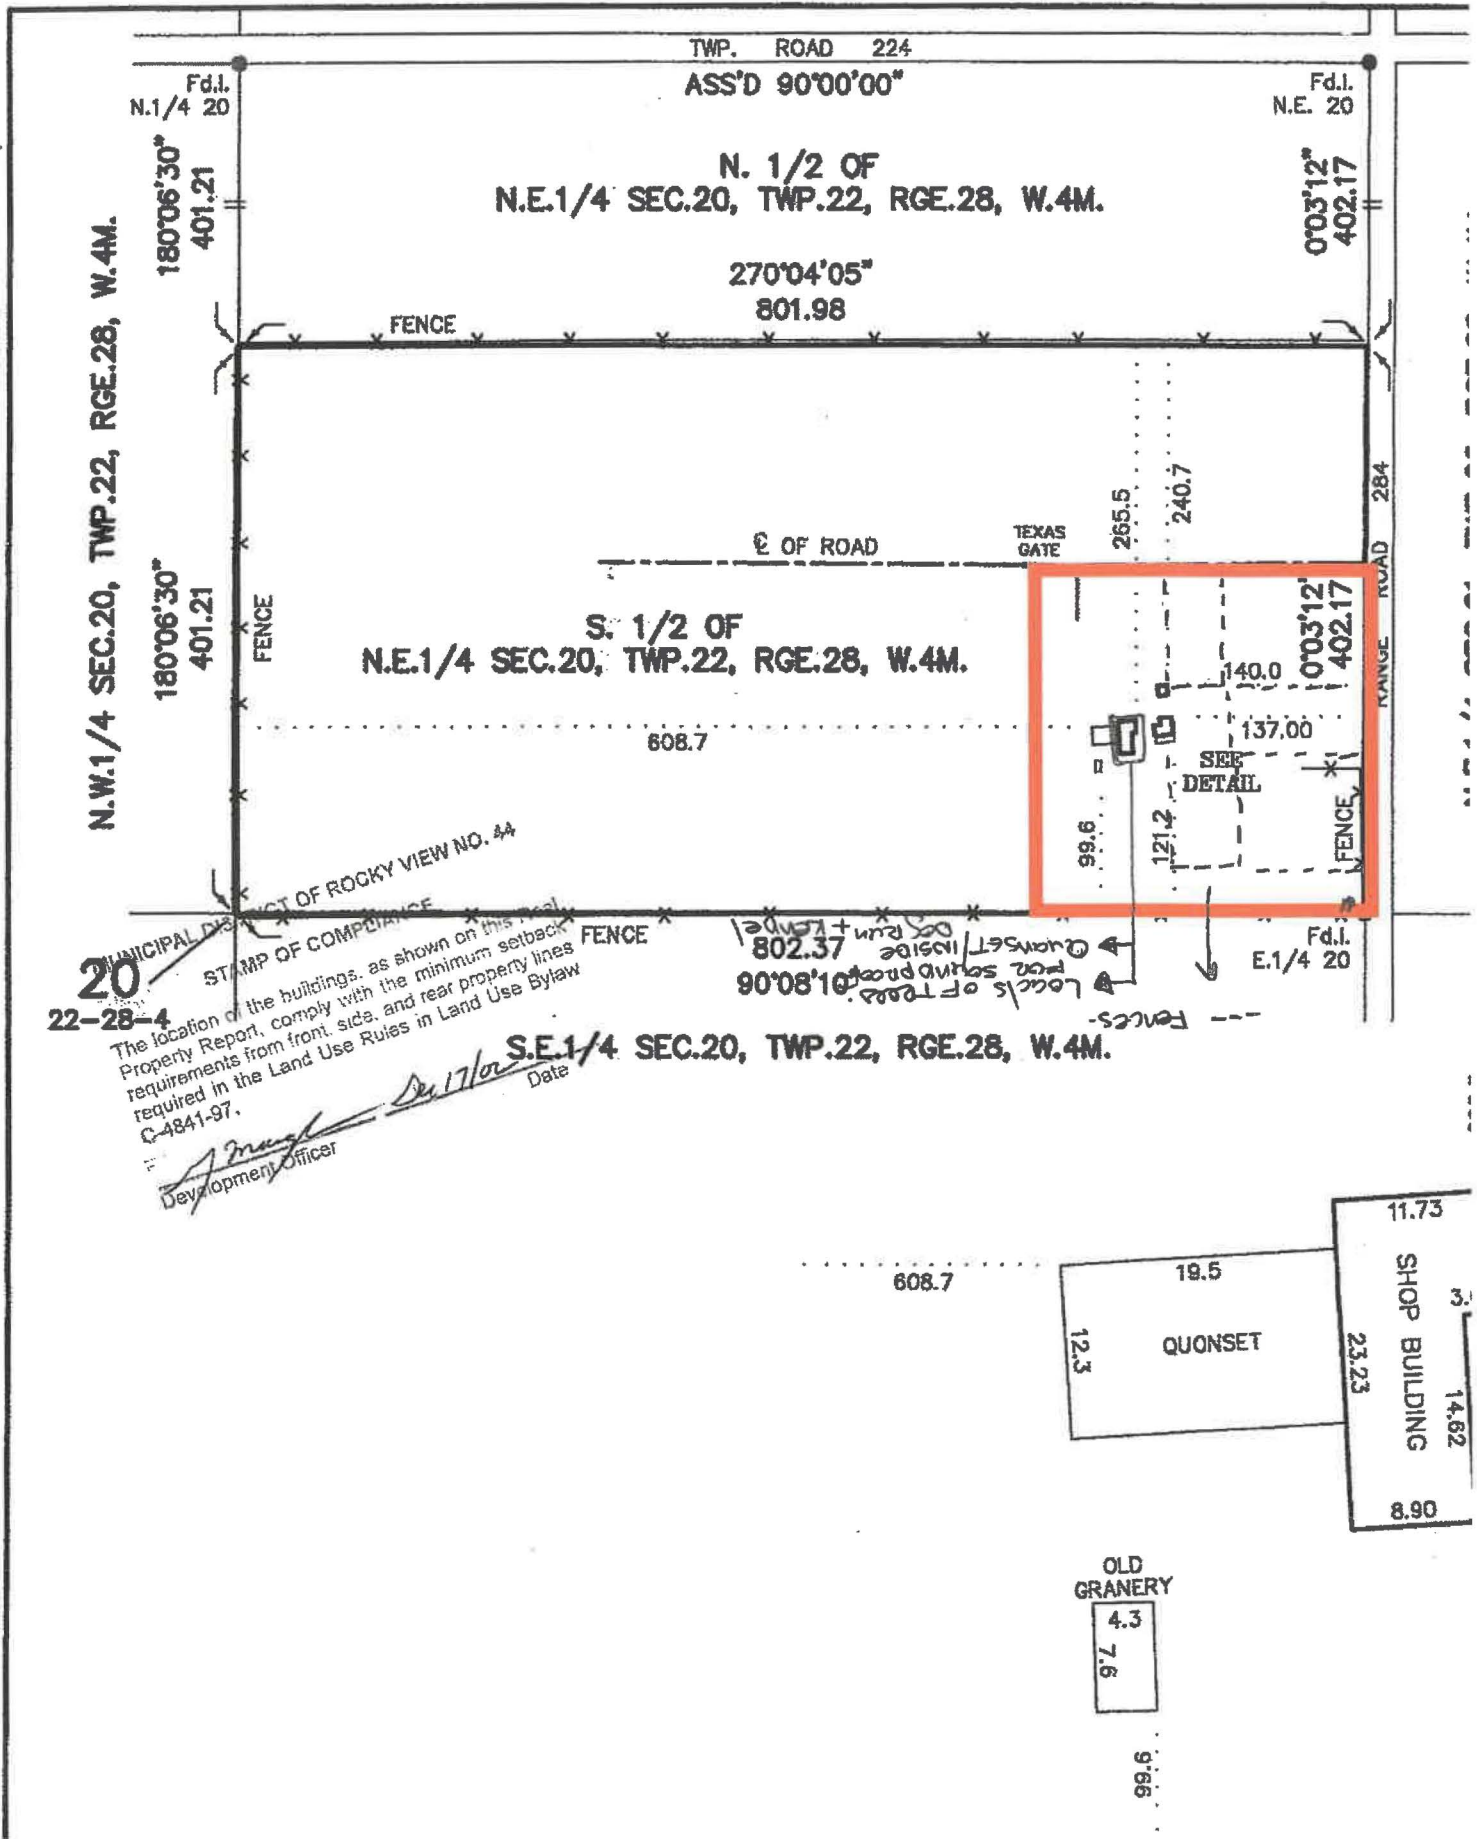 TWP. ROAD 224
ASS'D 90°00'00"
Fd.I.
N.1/4 20
Fd.I.
N.E. 20
180°06'30"
401.21
N. 1/2 OF
N.E.1/4 SEC.20, TWP.22, RGE.28, W.4M.
0°03'12"
402.17
270°04'05"
801.98
FENCE
N.W.1/4 SEC.20, TWP.22, RGE.28, W.4M.
265.5
240.7
RANGE ROAD 284
TEXAS
GATE
℄ OF ROAD
180°06'30"
401.21
FENCE
S. 1/2 OF
N.E.1/4 SEC.20, TWP.22, RGE.28, W.4M.
0°03'12"
402.17
140.0
137.00
608.7
SEE
DETAIL
99.6
121.2
FENCE
MUNICIPAL DISTRICT OF ROCKY VIEW NO. 44
STAMP OF COMPLIANCE
The location of the buildings, as shown on this Real
Property Report, comply with the minimum setback
requirements from front, side, and rear property lines
required in the Land Use Rules in Land Use Bylaw
C-4841-97.
Dec 17/02
Date
Development Officer
20
22-28-4
FENCE
802.37
90°08'10"
Fd.I.
E.1/4 20
Dog Run + Kennel
Quonset/inside
for sound proof
Loca/s of Trees.
--- Fences-
S.E.1/4 SEC.20, TWP.22, RGE.28, W.4M.
608.7
19.5
12.3
QUONSET
11.73
SHOP BUILDING
23.23
14.62
8.90
OLD
GRANERY
4.3
7.6
99.6